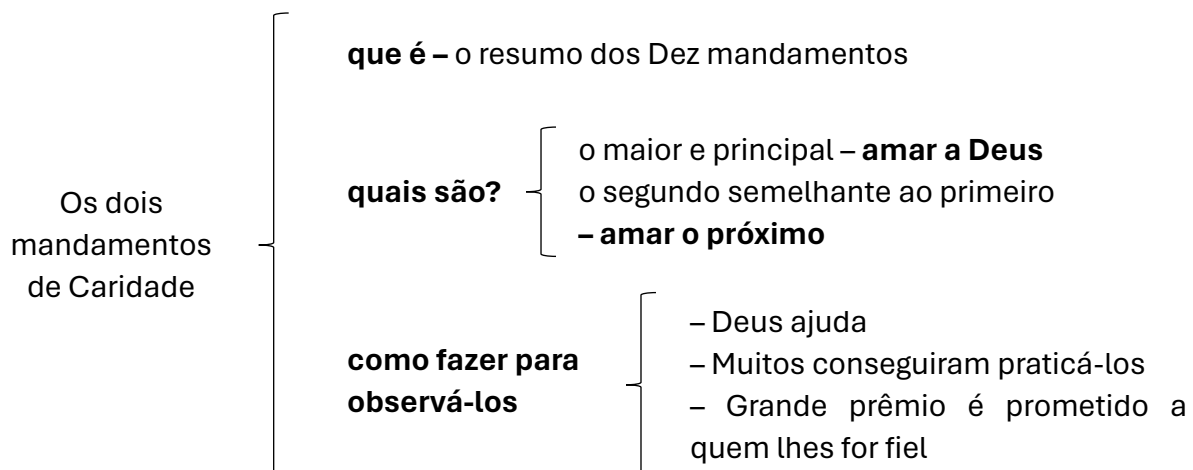 Os dois
mandamentos
de Caridade
que é – o resumo dos Dez mandamentos
quais são?
o maior e principal – amar a Deus
o segundo semelhante ao primeiro
– amar o próximo
como fazer para
observá-los
– Deus ajuda
– Muitos conseguiram praticá-los
– Grande prêmio é prometido a
quem lhes for fiel